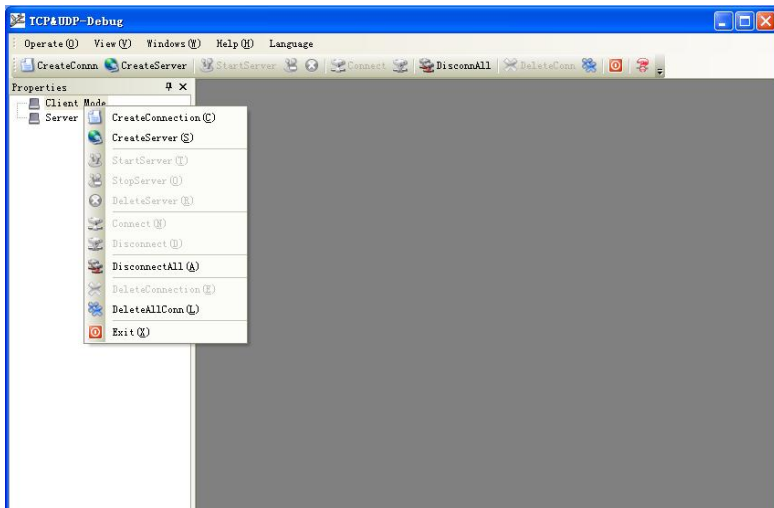 TCP&UDP-Debug
Operate(O) View(V) Windows(W) Help(H) Language
CreateConnn CreateServer StartServer Connect DisconnAll DeleteConn
Properties
Client Mode
Server
CreateConnection(C)
CreateServer(S)
StartServer(T)
StopServer(O)
DeleteServer(R)
Connect(N)
Disconnect(D)
DisconnectAll(A)
DeleteConnection(E)
DeleteAllConn(L)
Exit(X)